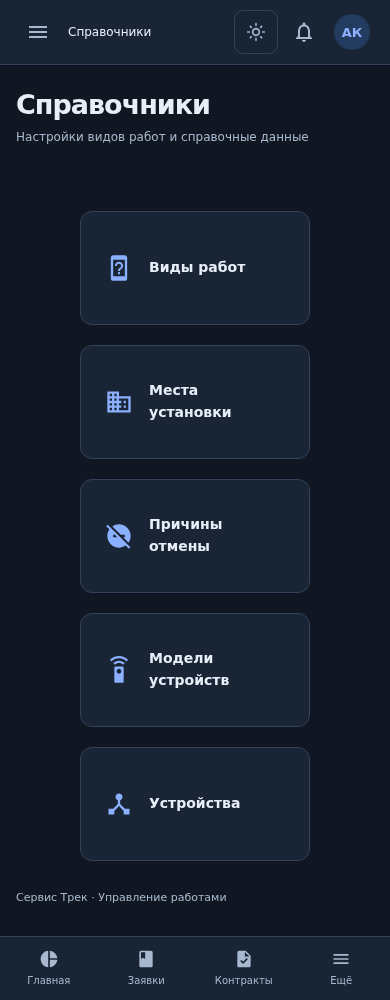 Справочники
АК
Справочники
Настройки видов работ и справочные данные
Виды работ
Места
установки
Причины
отмены
Модели
устройств
Устройства
Сервис Трек · Управление работами
Главная
Заявки
Контракты
Ещё